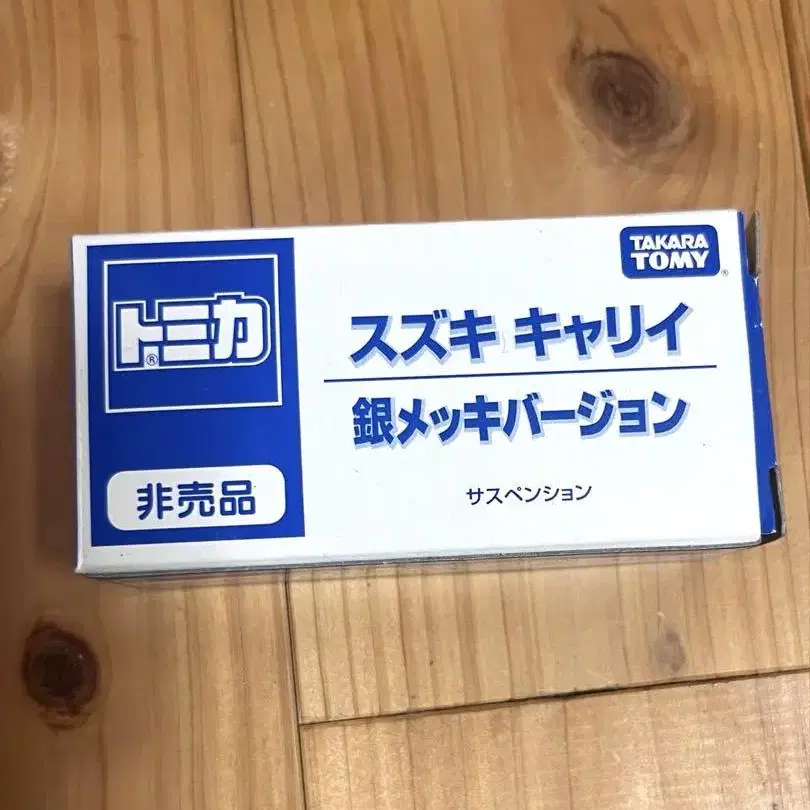 TAKARA
TOMY
®
トミカ
®
スズキ キャリイ
銀メッキバージョン
非売品
サスペンション